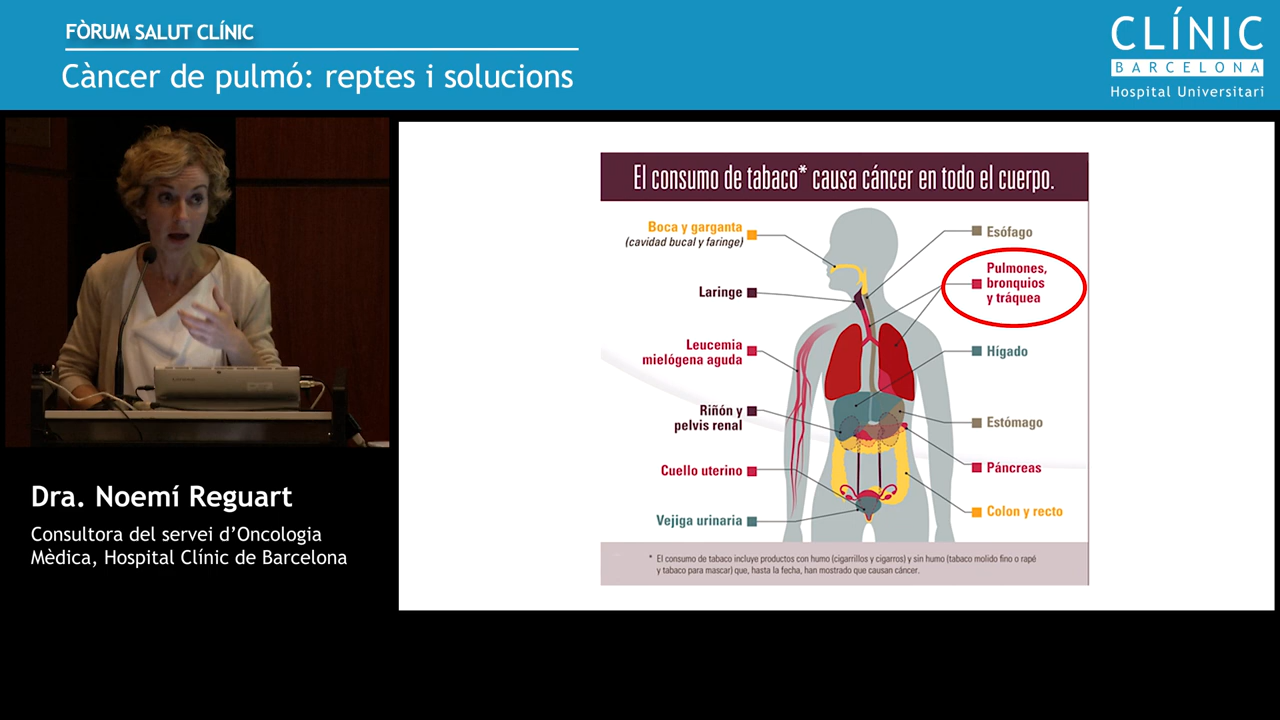 FÒRUM SALUT CLÍNIC
Càncer de pulmó: reptes i solucions
CLÍNIC
BARCELONA
Hospital Universitari
El consumo de tabaco* causa cáncer en todo el cuerpo.
Boca y garganta
(cavidad bucal y faringe)
Laringe
Leucemia
mielógena aguda
Riñón y
pelvis renal
Cuello uterino
Vejiga urinaria
Esófago
Pulmones,
bronquios
y tráquea
Hígado
Estómago
Páncreas
Colon y recto
* El consumo de tabaco incluye productos con humo (cigarrillos y cigarros) y sin humo (tabaco molido fino o rapé
y tabaco para mascar) que, hasta la fecha, han mostrado que causan cáncer.
Dra. Noemí Reguart
Consultora del servei d’Oncologia
Mèdica, Hospital Clínic de Barcelona